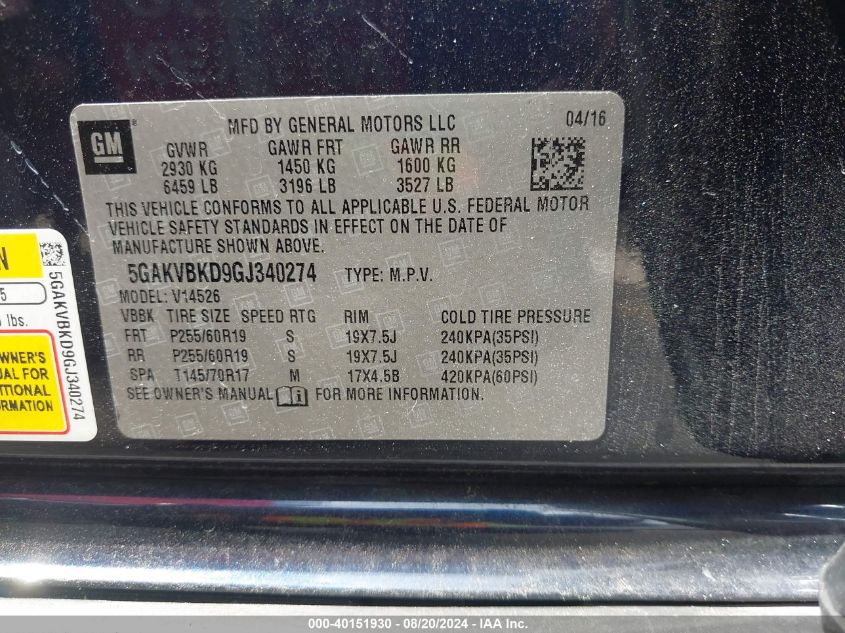 GM
MFD BY GENERAL MOTORS LLC 04/16
GVWR GAWR FRT GAWR RR
2930 KG 1450 KG 1600 KG
6459 LB 3196 LB 3527 LB
THIS VEHICLE CONFORMS TO ALL APPLICABLE U.S. FEDERAL MOTOR
VEHICLE SAFETY STANDARDS IN EFFECT ON THE DATE OF
MANUFACTURE SHOWN ABOVE.
5GAKVBKD9GJ340274 TYPE: M.P.V.
MODEL: V14526
VBBK TIRE SIZE SPEED RTG RIM COLD TIRE PRESSURE
FRT P255/60R19 S 19X7.5J 240KPA(35PSI)
RR P255/60R19 S 19X7.5J 240KPA(35PSI)
SPA T145/70R17 M 17X4.5B 420KPA(60PSI)
SEE OWNER'S MANUAL FOR MORE INFORMATION.
N
5
lbs.
WNER'S
UAL FOR
ITIONAL
ORMATION
5GAKVBKD9GJ340274
000-40151930 - 08/20/2024 - IAA Inc.